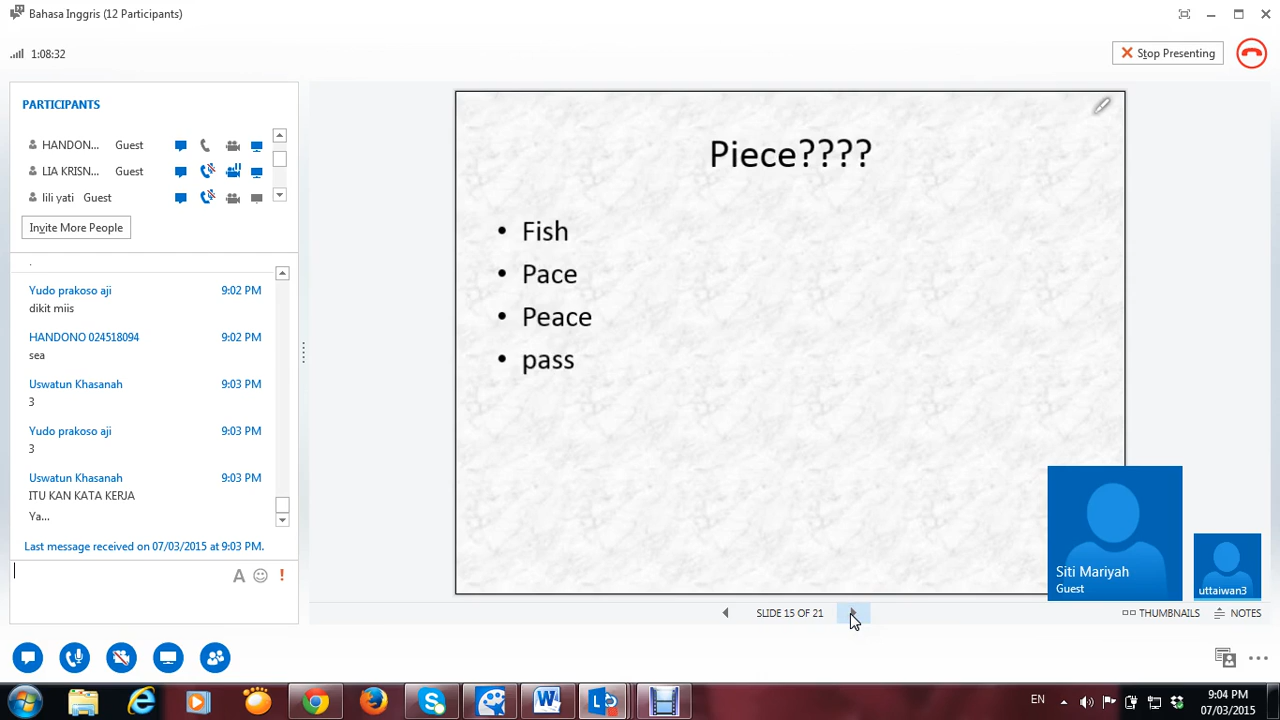 Bahasa Inggris (12 Participants)
1:08:32
Stop Presenting
PARTICIPANTS
HANDON... Guest
LIA KRISN... Guest
lili yati Guest
Invite More People
.
Yudo prakoso aji 9:02 PM
dikit miis
HANDONO 024518094 9:02 PM
sea
Uswatun Khasanah 9:03 PM
3
Yudo prakoso aji 9:03 PM
3
Uswatun Khasanah 9:03 PM
ITU KAN KATA KERJA
Ya...
Last message received on 07/03/2015 at 9:03 PM.
A !
Piece????
• Fish
• Pace
• Peace
• pass
Siti Mariyah
Guest
uttaiwan3
SLIDE 15 OF 21
THUMBNAILS
NOTES
EN
9:04 PM
07/03/2015